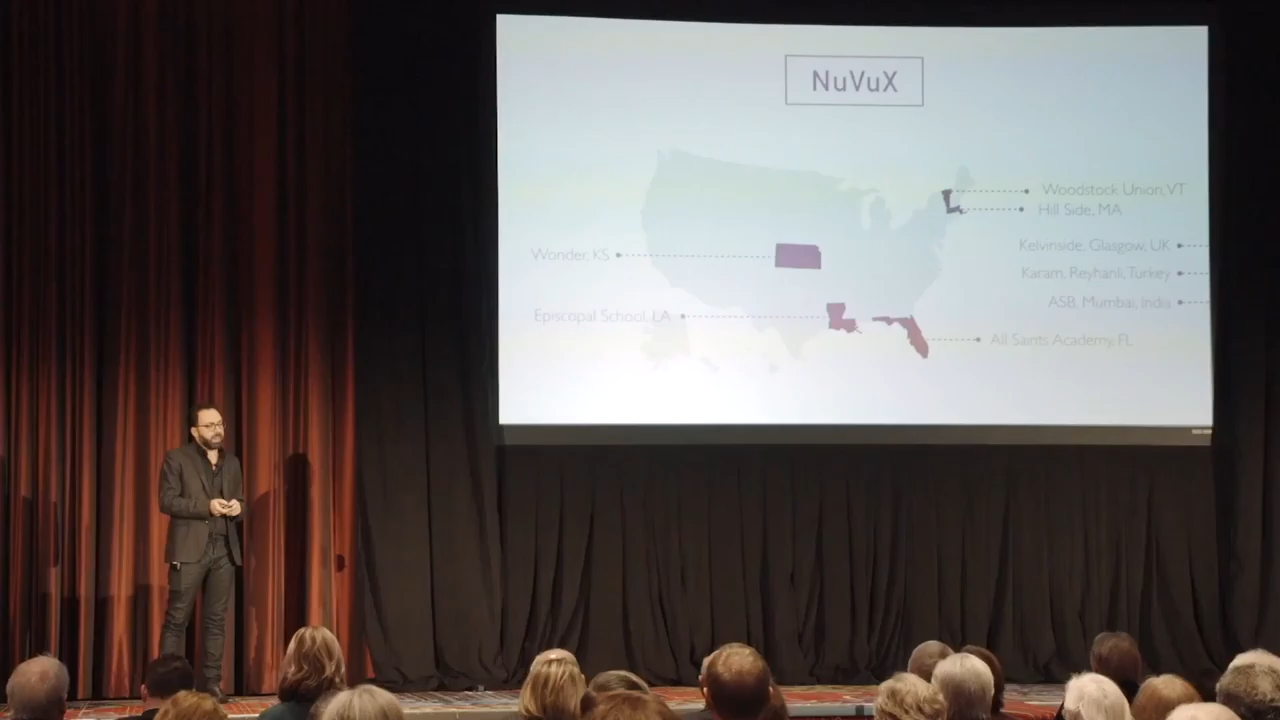 NuVuX
Woodstock Union, VT
Hill Side, MA
Kelvinside, Glasgow, UK
Wonder, KS
Karam, Reyhanli, Turkey
ASB, Mumbai, India
Episcopal School, LA
All Saints Academy, FL